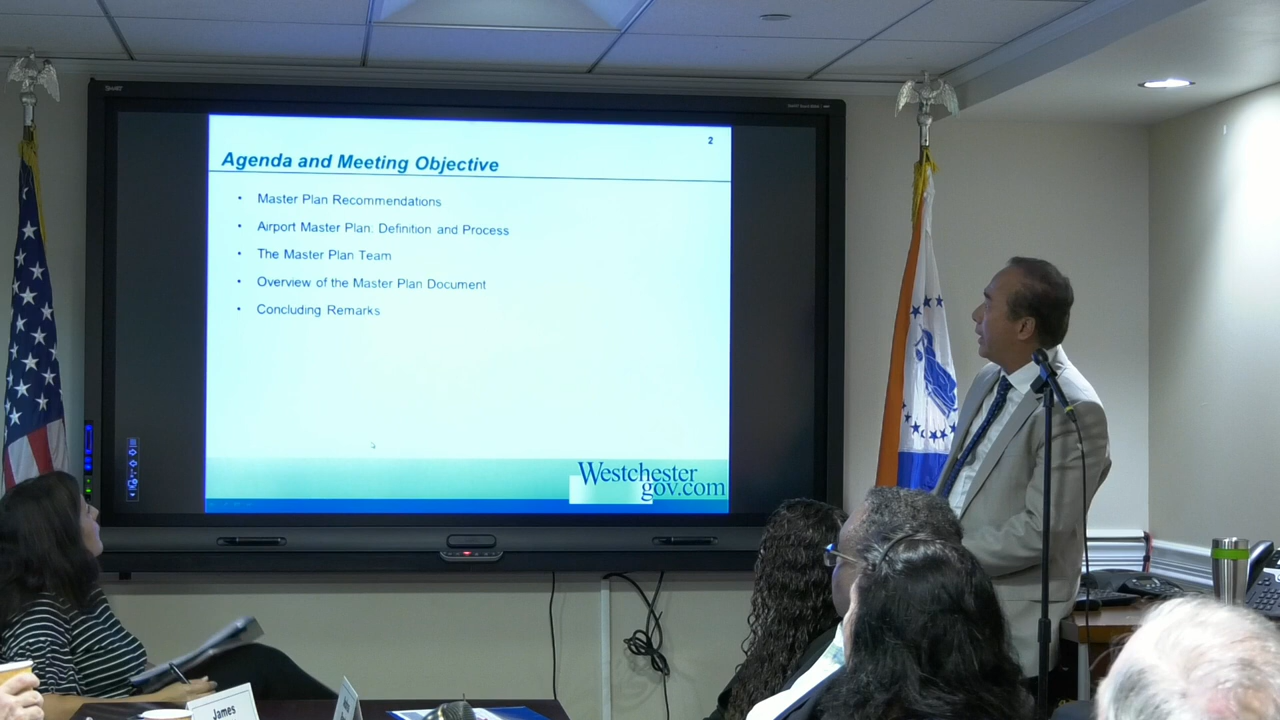 SMART
2
Agenda and Meeting Objective
• Master Plan Recommendations
• Airport Master Plan: Definition and Process
• The Master Plan Team
• Overview of the Master Plan Document
• Concluding Remarks
Westchester
gov.com
James